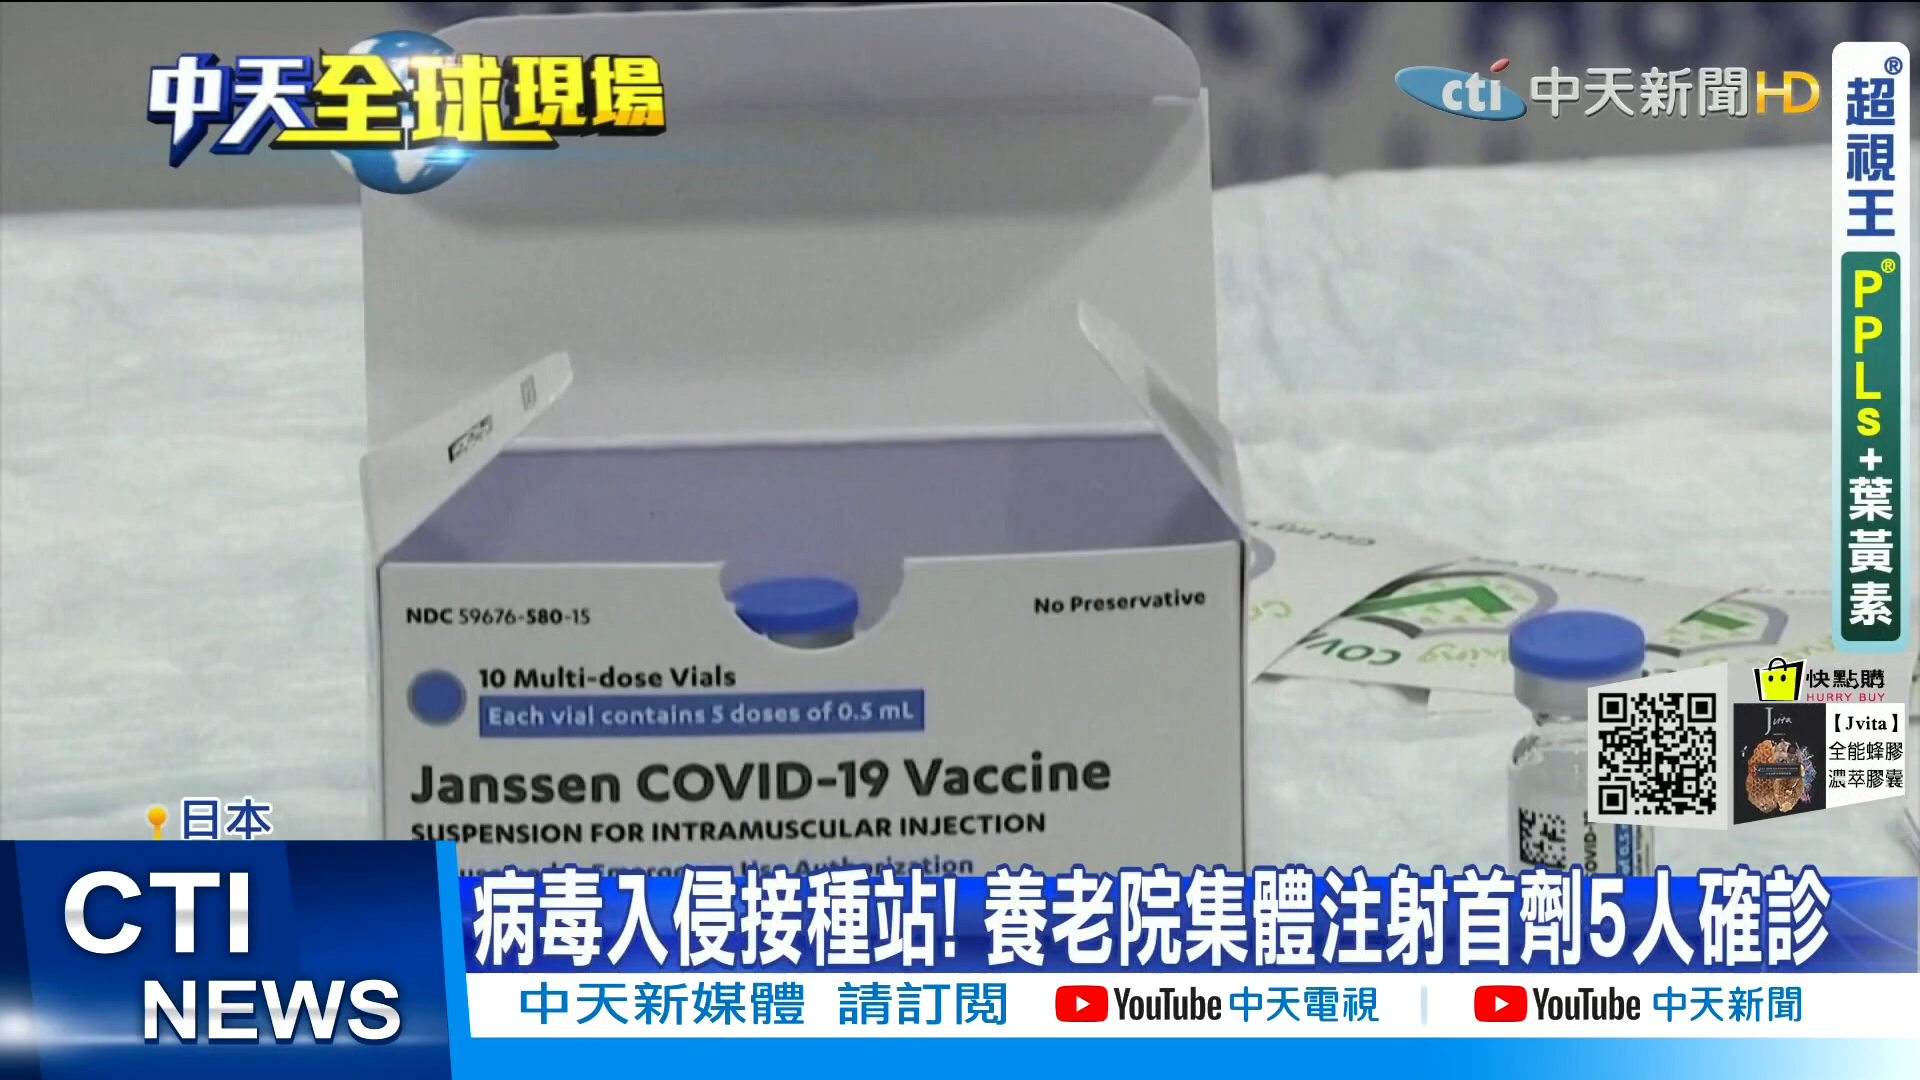 中天全球現場
cti 中天新聞HD
超視王®
PPLs®+葉黃素
NDC 59676-580-15
No Preservative
10 Multi-dose Vials
Each vial contains 5 doses of 0.5 mL
Janssen COVID-19 Vaccine
SUSPENSION FOR INTRAMUSCULAR INJECTION
Emergency Use Authorization
快點購
HURRY BUY
Jvita
【Jvita】
全能蜂膠
濃萃膠囊
日本
CTI
NEWS
病毒入侵接種站! 養老院集體注射首劑5人確診
中天新媒體 請訂閱 YouTube 中天電視 YouTube 中天新聞